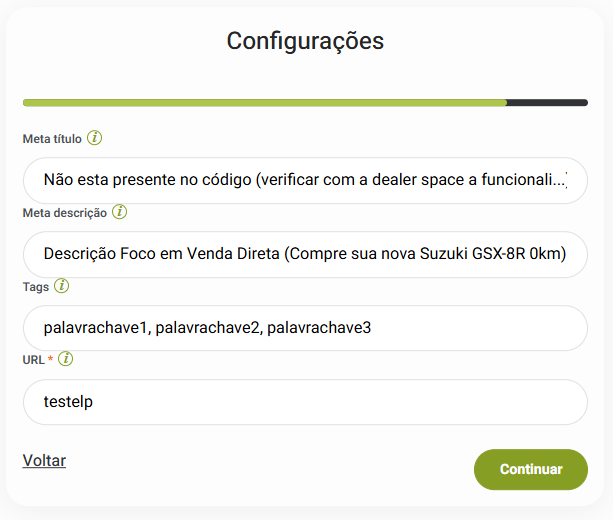 Configurações
Meta título i
Não esta presente no código (verificar com a dealer space a funcionali...)
Meta descrição i
Descrição Foco em Venda Direta (Compre sua nova Suzuki GSX-8R 0km)
Tags i
palavrachave1, palavrachave2, palavrachave3
URL * i
testelp
Voltar
Continuar